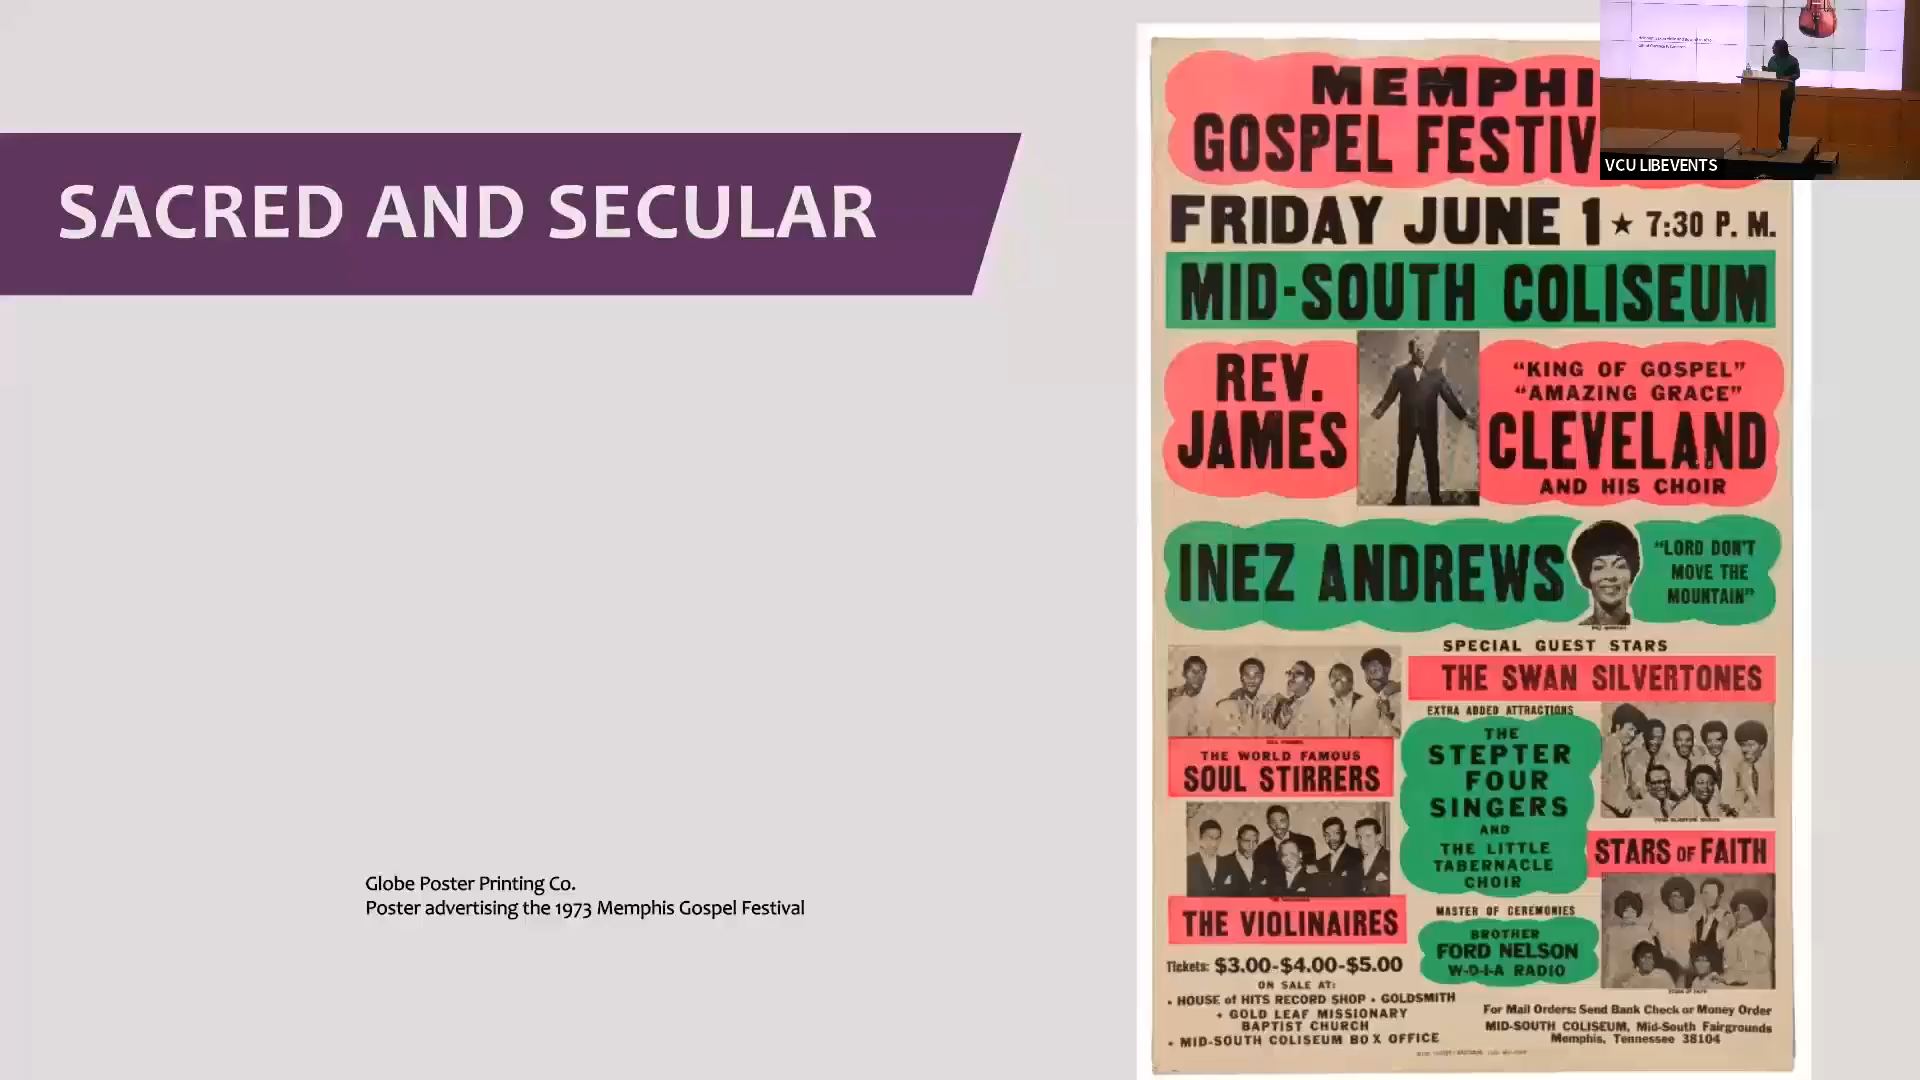 SACRED AND SECULAR
Globe Poster Printing Co.
Poster advertising the 1973 Memphis Gospel Festival
MEMPHI
GOSPEL FESTIV
FRIDAY JUNE 1 ★ 7:30 P. M.
MID-SOUTH COLISEUM
REV.
JAMES
"KING OF GOSPEL"
"AMAZING GRACE"
CLEVELAND
AND HIS CHOIR
INEZ ANDREWS
"LORD DON'T
MOVE THE
MOUNTAIN"
SPECIAL GUEST STARS
THE SWAN SILVERTONES
EXTRA ADDED ATTRACTIONS
THE
STEPTER
FOUR
SINGERS
AND
THE LITTLE
TABERNACLE
CHOIR
THE WORLD FAMOUS
SOUL STIRRERS
STARS OF FAITH
THE VIOLINAIRES
MASTER OF CEREMONIES
BROTHER
FORD NELSON
W-D-I-A RADIO
Tickets: $3.00-$4.00-$5.00
ON SALE AT:
• HOUSE of HITS RECORD SHOP • GOLDSMITH
• GOLD LEAF MISSIONARY
BAPTIST CHURCH
• MID-SOUTH COLISEUM BOX OFFICE
For Mail Orders: Send Bank Check or Money Order
MID-SOUTH COLISEUM, Mid-South Fairgrounds
Memphis, Tennessee 38104
VCU LIBEVENTS